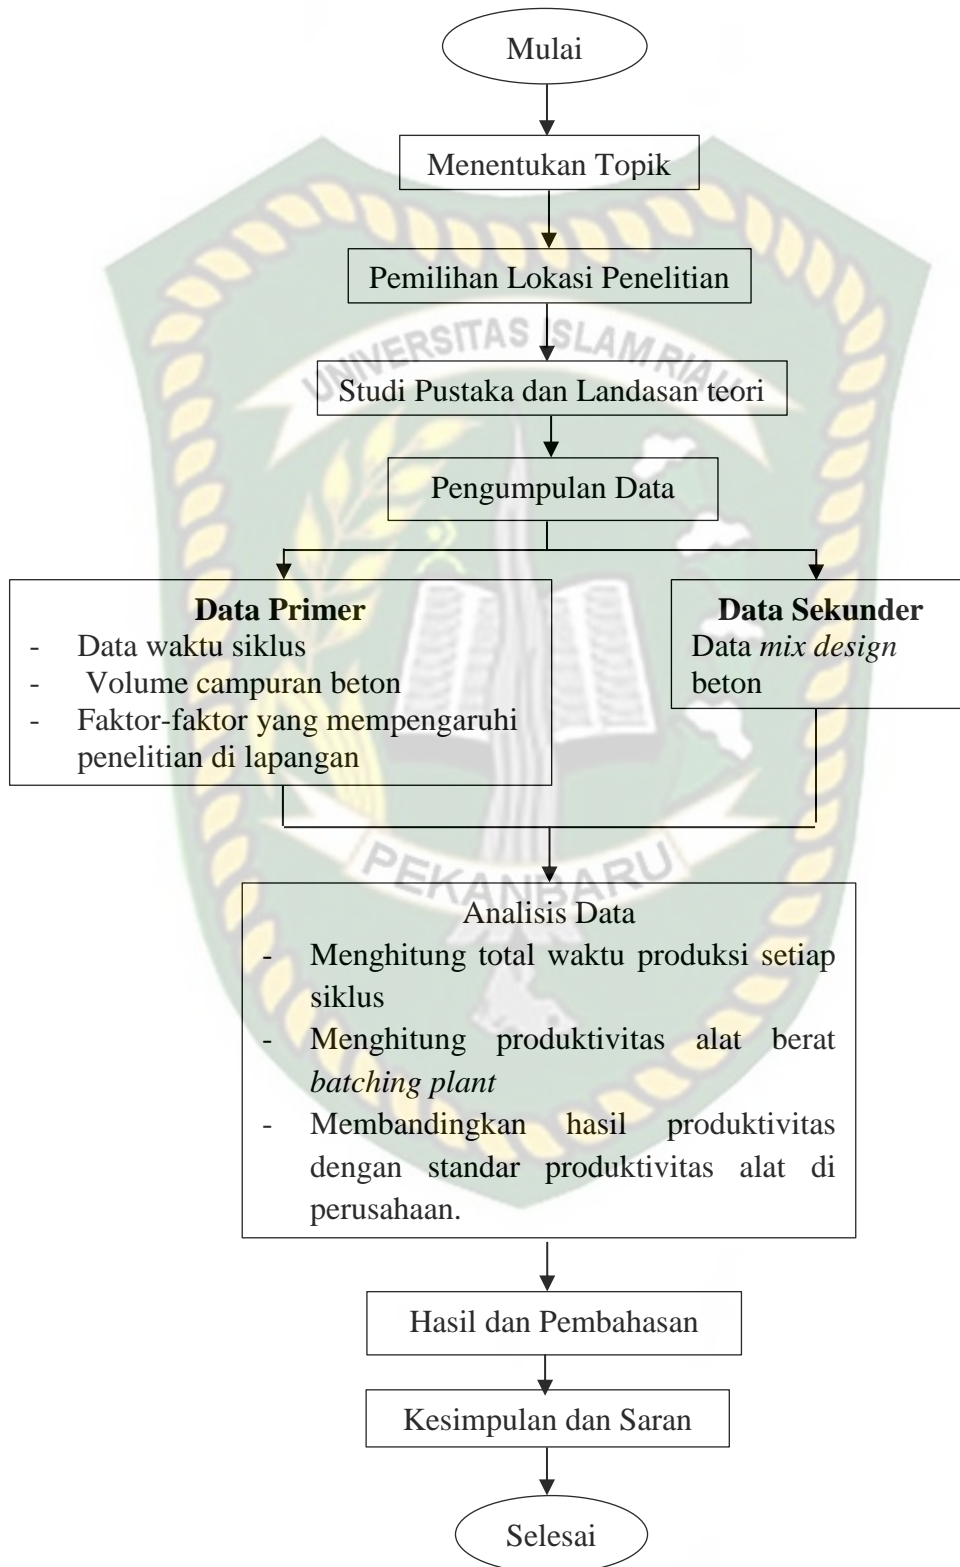 Mulai
Menentukan Topik
Pemilihan Lokasi Penelitian
UNIVERSITAS ISLAM RIAU
Studi Pustaka dan Landasan teori
Pengumpulan Data
Data Primer
- Data waktu siklus
- Volume campuran beton
- Faktor-faktor yang mempengaruhi
penelitian di lapangan
Data Sekunder
Data mix design
beton
PEKANBARU
Analisis Data
- Menghitung total waktu produksi setiap
siklus
- Menghitung produktivitas alat berat
batching plant
- Membandingkan hasil produktivitas
dengan standar produktivitas alat di
perusahaan.
Hasil dan Pembahasan
Kesimpulan dan Saran
Selesai